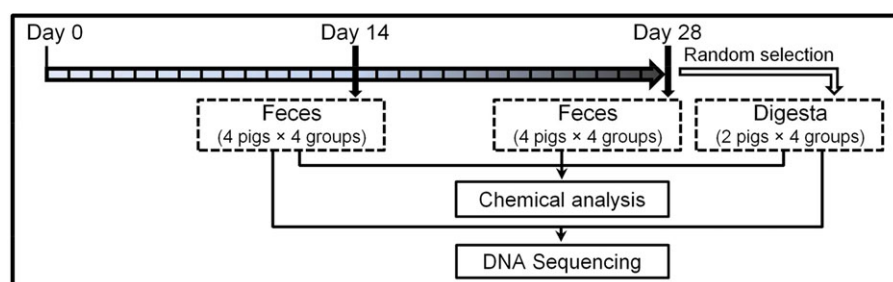 Day 0 Day 14 Day 28
Random selection
Feces Feces Digesta
(4 pigs × 4 groups) (4 pigs × 4 groups) (2 pigs × 4 groups)
Chemical analysis
DNA Sequencing